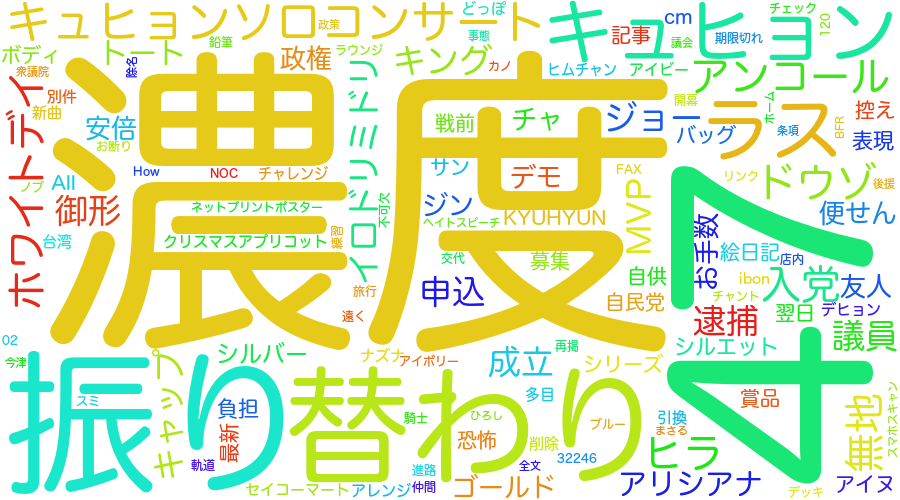 キュヒョンソロコンサート
政策
どっぽ
事態
キュヒョン
チェック
120
cm
記事
議会
期限切れ
ボディ
トート
鉛筆
政権
ラウンジ
キング
カノ
ヒムチャン
アイビー
アンコール
衆議院
別件
新曲
安倍
お断り
濃度
イロドリミドリ
戦前
チャ
ジョー
開幕
バッグ
ラス
ホーム
条項
BFR
控え
表現
ホワイトデイ
ノブ
All
How
NOC
チャレンジ
サン
デモ
FAX
リンク
ドウゾ
後援
御形
ネットプリントポスター
不可欠
ジン
KYUHYUN
MVP
便せん
台湾
クリスマスアプリコット
練習
ヘイトスピーチ
交代
募集
お手数
絵日記
店内
旅行
申込
自供
ibon
入党
友人
自民党
チャント
遠く
逮捕
翌日
デヒョン
02
今津
キャップ
シルバー
ナズナ
アイボリー
成立
再掲
シリーズ
シルエット
議員
74
振り替わり
スミ
負担
最新
騎士
ひろし
多目
ブルー
引換
まさる
賞品
無地
スマホスキャン
軌道
恐怖
削除
ヒラ
進路
全文
32246
セイコーマート
アレンジ
仲間
ゴールド
アリシアナ
デッキ
アイヌ